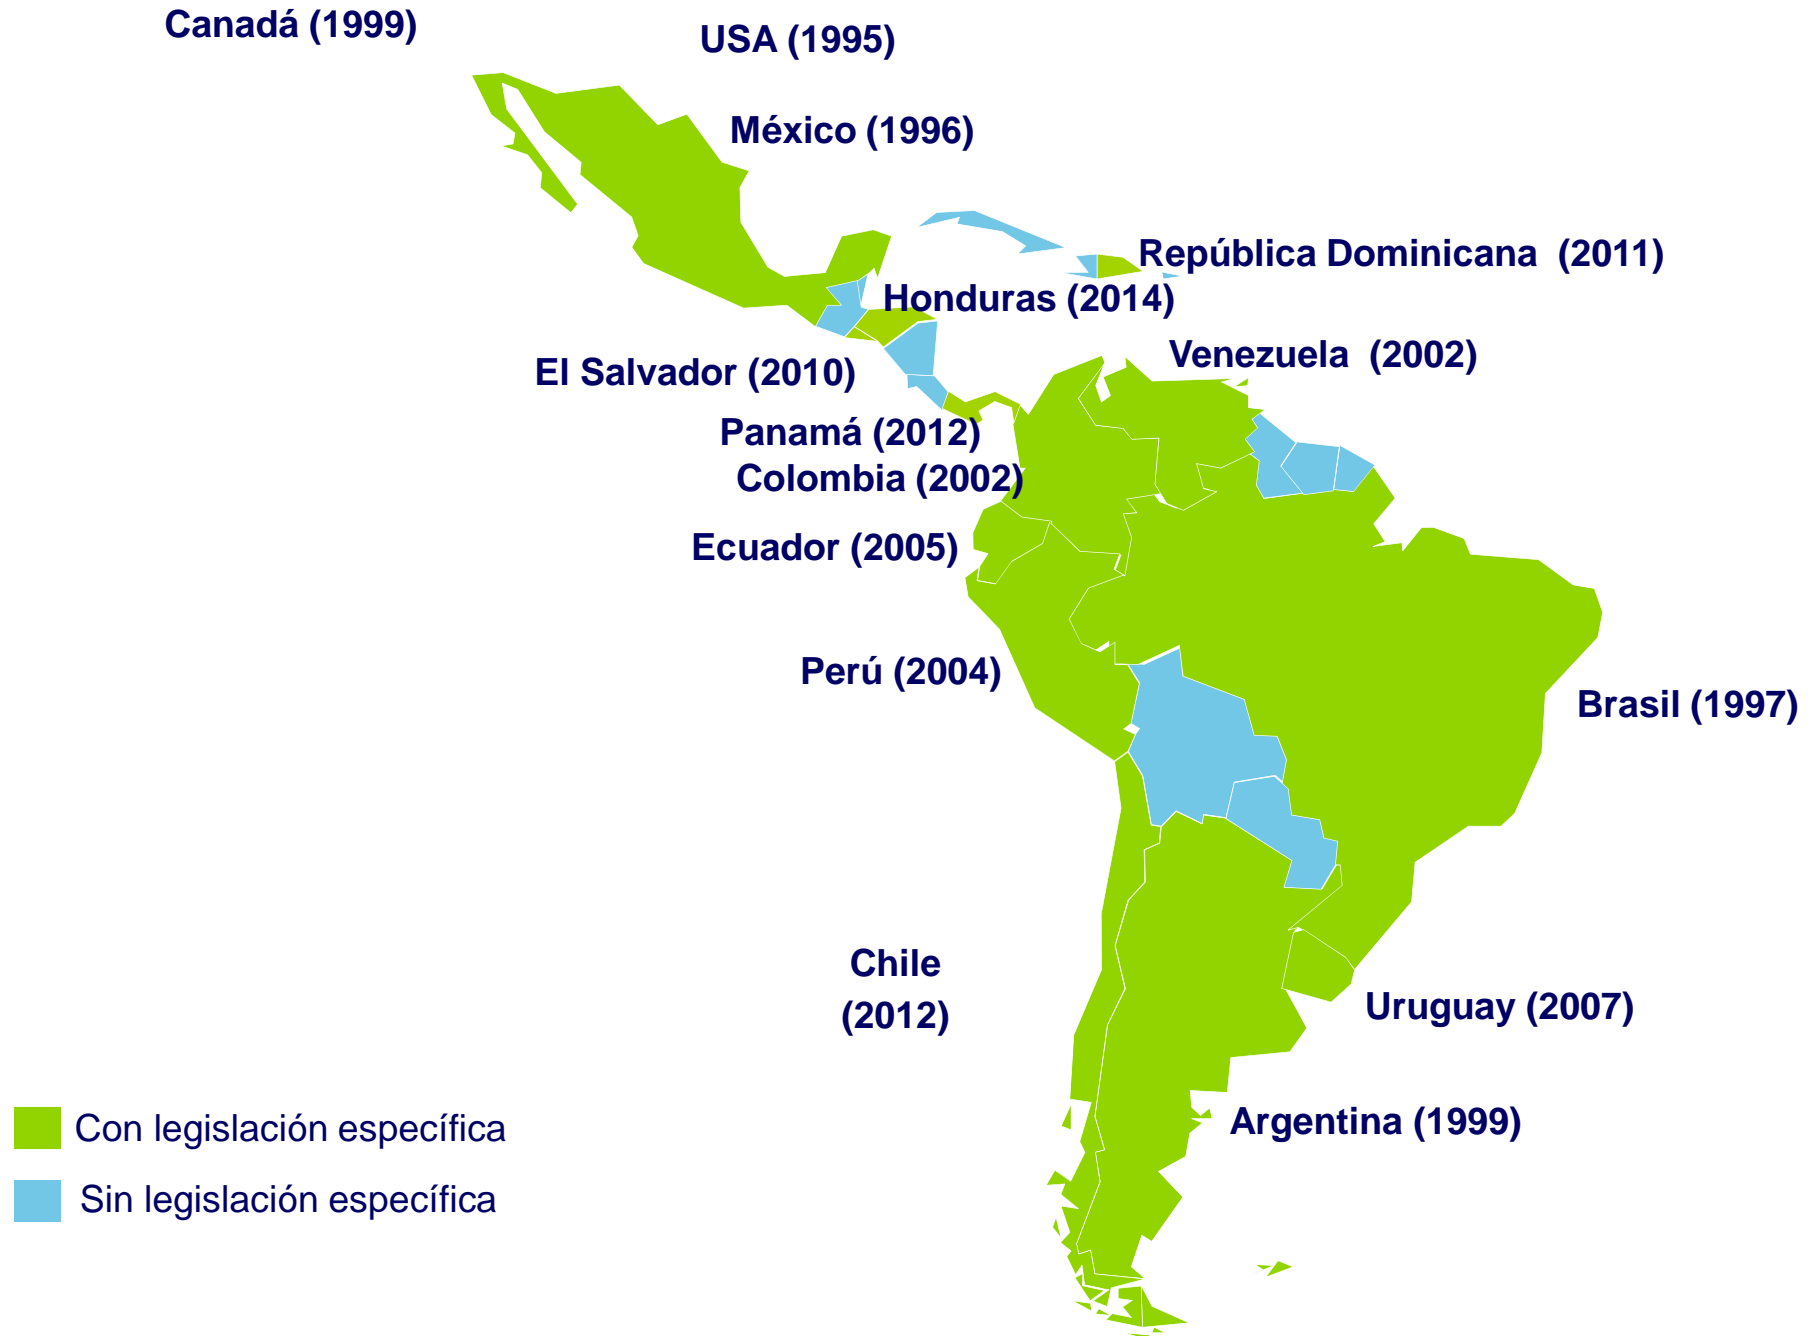 Canadá (1999)
USA (1995)
México (1996)
República Dominicana (2011)
Honduras (2014)
Venezuela (2002)
El Salvador (2010)
Panamá (2012)
Colombia (2002)
Ecuador (2005)
Perú (2004)
Brasil (1997)
Chile
(2012)
Uruguay (2007)
Argentina (1999)
Con legislación específica
Sin legislación específica